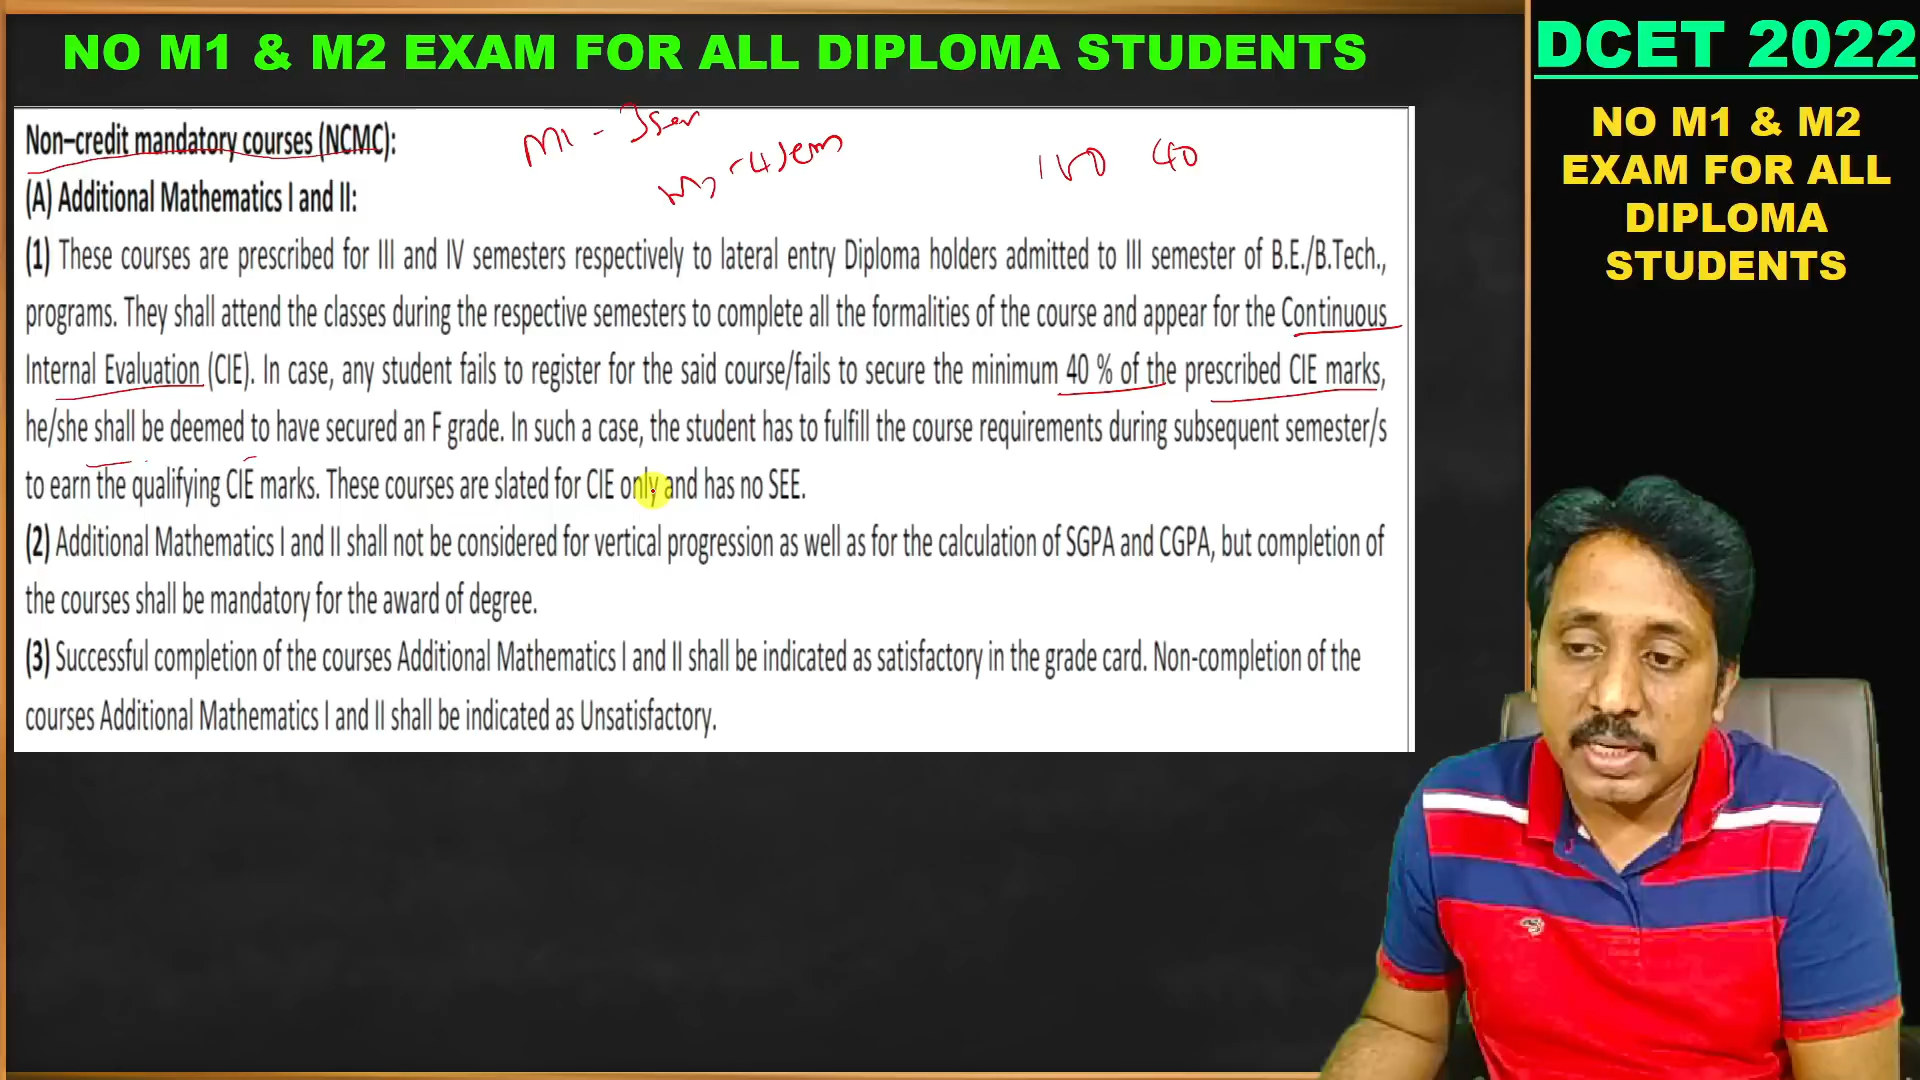 NO M1 & M2 EXAM FOR ALL DIPLOMA STUDENTS
DCET 2022
NO M1 & M2
EXAM FOR ALL
DIPLOMA
STUDENTS
M1 - 3sem
M2 - 4sem
100 40
Non–credit mandatory courses (NCMC):
(A) Additional Mathematics I and II:
(1) These courses are prescribed for III and IV semesters respectively to lateral entry Diploma holders admitted to III semester of B.E./B.Tech.,
programs. They shall attend the classes during the respective semesters to complete all the formalities of the course and appear for the Continuous
Internal Evaluation (CIE). In case, any student fails to register for the said course/fails to secure the minimum 40 % of the prescribed CIE marks,
he/she shall be deemed to have secured an F grade. In such a case, the student has to fulfill the course requirements during subsequent semester/s
to earn the qualifying CIE marks. These courses are slated for CIE only and has no SEE.
(2) Additional Mathematics I and II shall not be considered for vertical progression as well as for the calculation of SGPA and CGPA, but completion of
the courses shall be mandatory for the award of degree.
(3) Successful completion of the courses Additional Mathematics I and II shall be indicated as satisfactory in the grade card. Non-completion of the
courses Additional Mathematics I and II shall be indicated as Unsatisfactory.